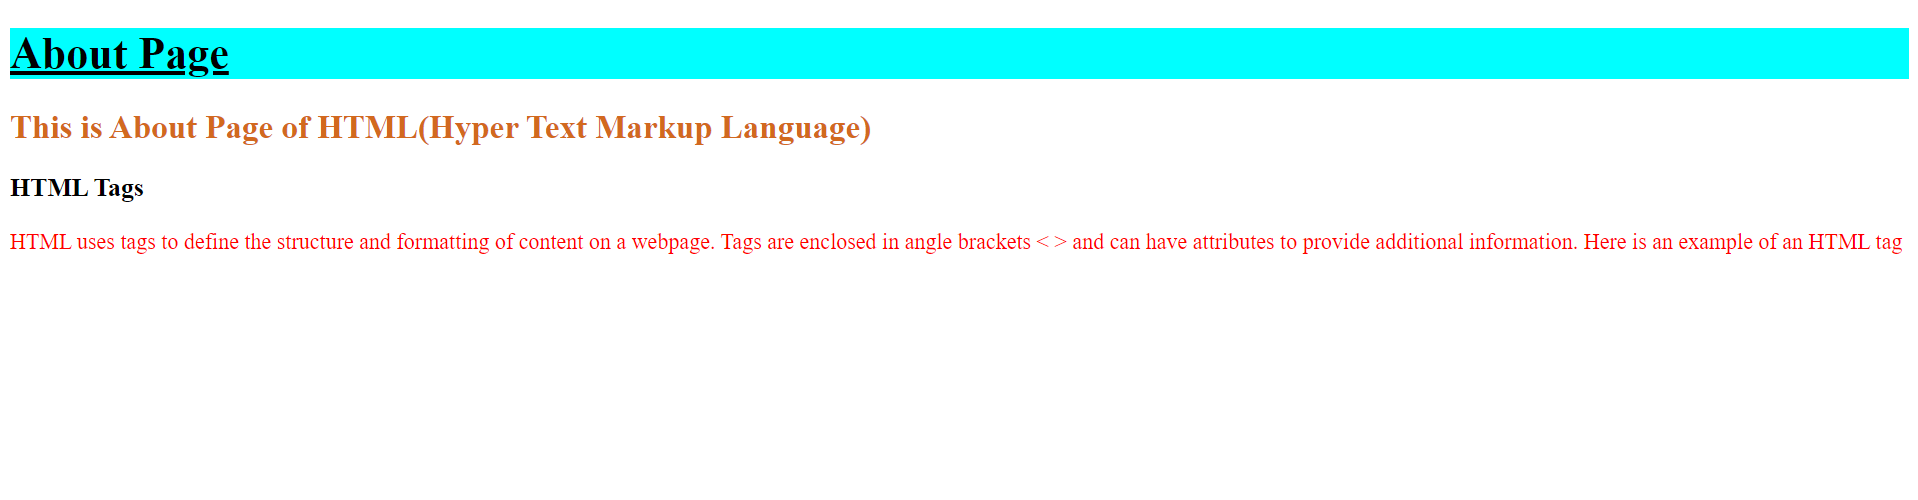 About Page
This is About Page of HTML(Hyper Text Markup Language)
HTML Tags
HTML uses tags to define the structure and formatting of content on a webpage. Tags are enclosed in angle brackets < > and can have attributes to provide additional information. Here is an example of an HTML tag